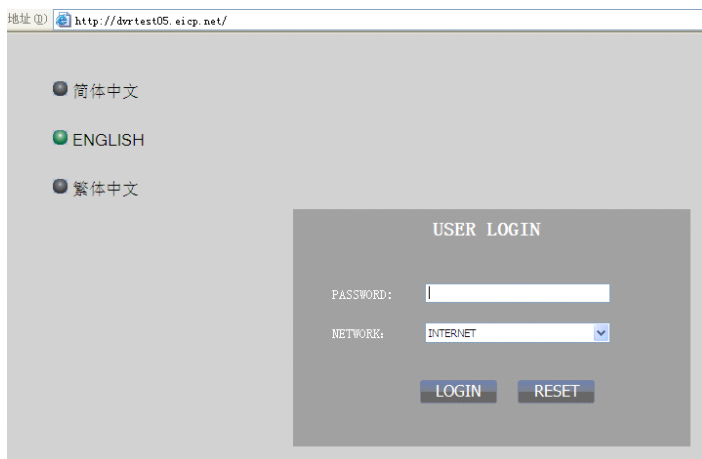 地址(D) http://dvrtest05.eicp.net/
简体中文
ENGLISH
繁体中文
USER LOGIN
PASSWORD:
NETWORK: INTERNET
LOGIN RESET